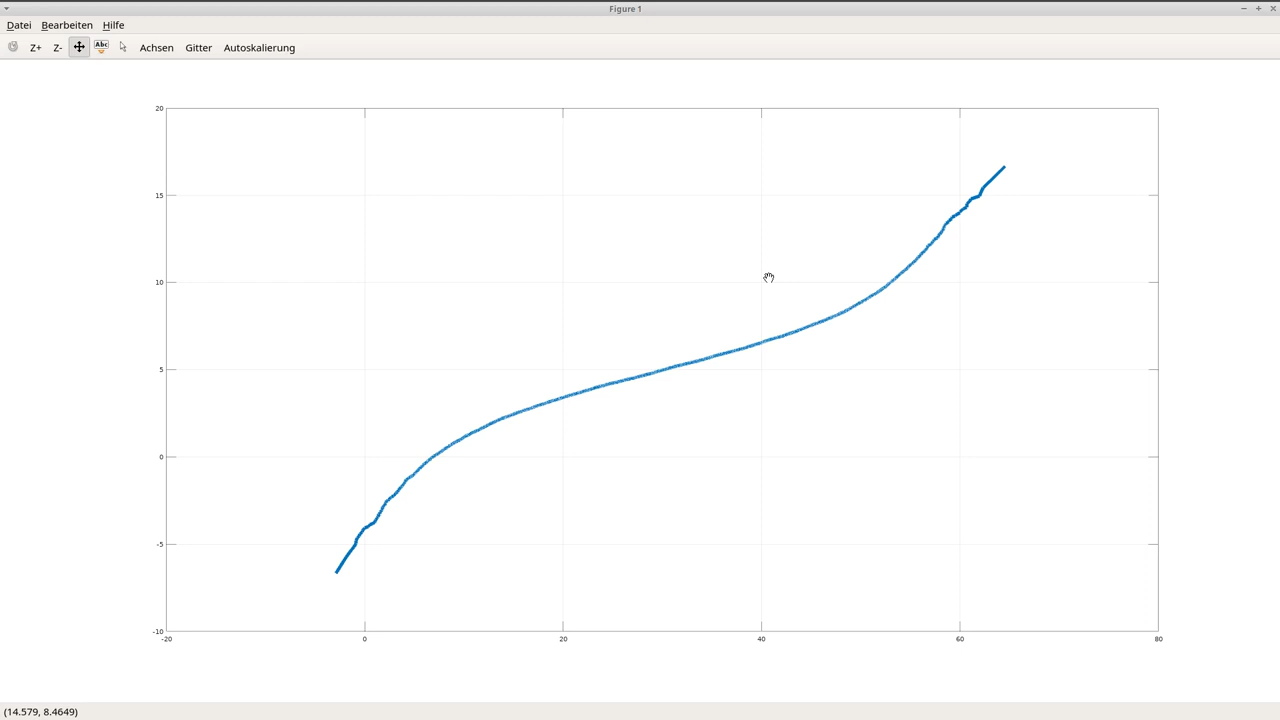 Figure 1
Datei Bearbeiten Hilfe
Z+ Z- Abc Achsen Gitter Autoskalierung
20
15
10
5
0
-5
-10
-20 0 20 40 60 80
(14.579, 8.4649)